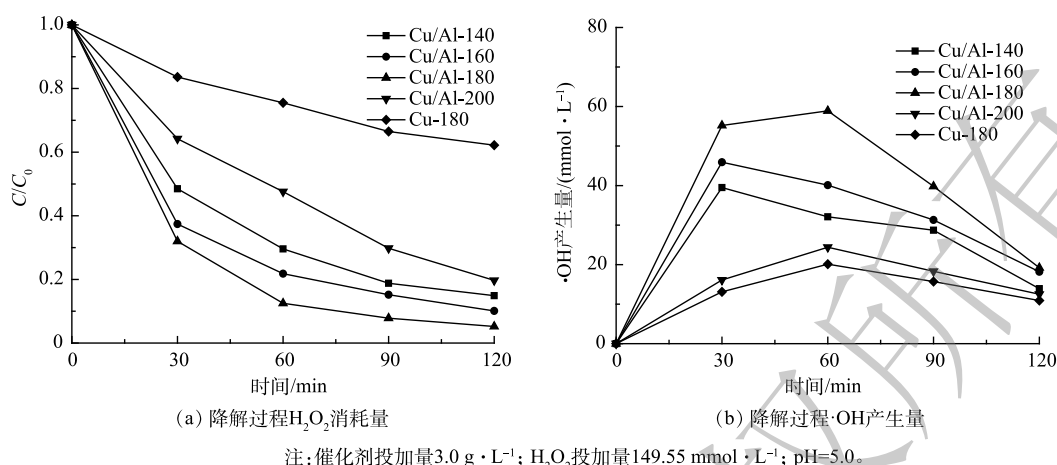 1.0
0.8
0.6
0.4
0.2
0
C/C₀
Cu/Al-140
Cu/Al-160
Cu/Al-180
Cu/Al-200
Cu-180
0 30 60 90 120
时间/min
(a) 降解过程H₂O₂消耗量
80
60
40
20
0
·OH产生量/(mmol·L⁻¹)
Cu/Al-140
Cu/Al-160
Cu/Al-180
Cu/Al-200
Cu-180
0 30 60 90 120
时间/min
(b) 降解过程·OH产生量
注:催化剂投加量3.0 g·L⁻¹; H₂O₂投加量149.55 mmol·L⁻¹; pH=5.0。
权所有